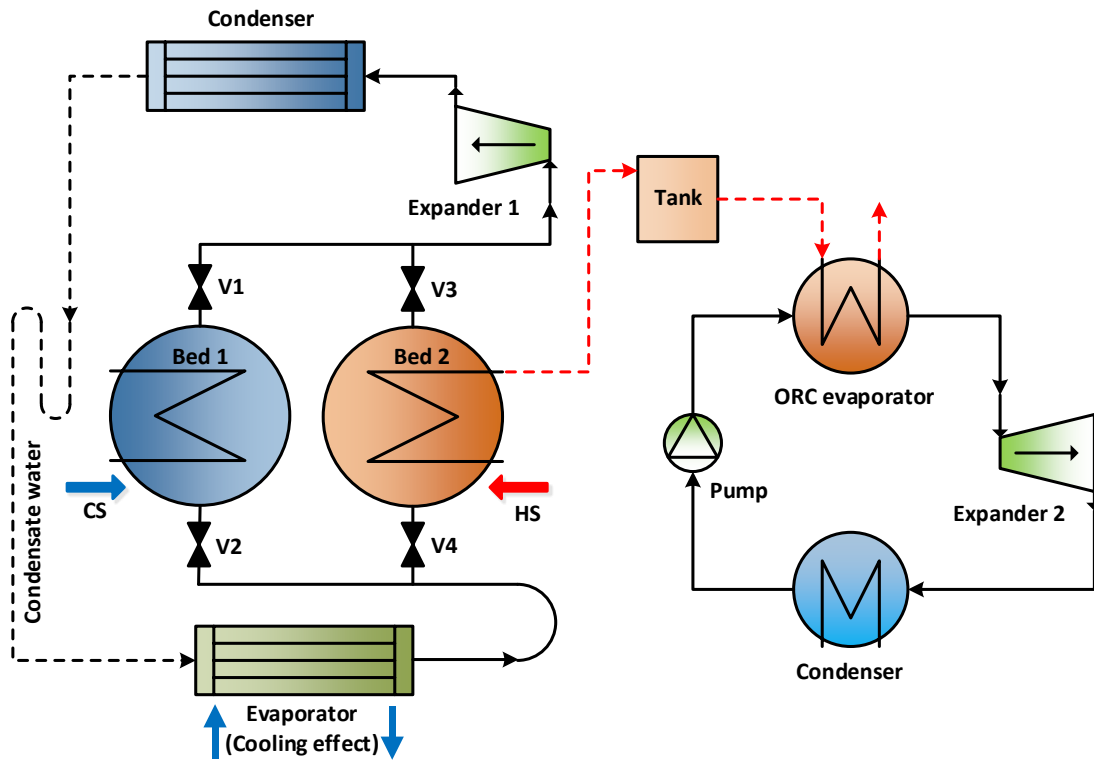 Condenser
Expander 1
Tank
V1
V3
Bed 1
Bed 2
ORC evaporator
Condensate water
CS
HS
Pump
Expander 2
V2
V4
Evaporator
(Cooling effect)
Condenser